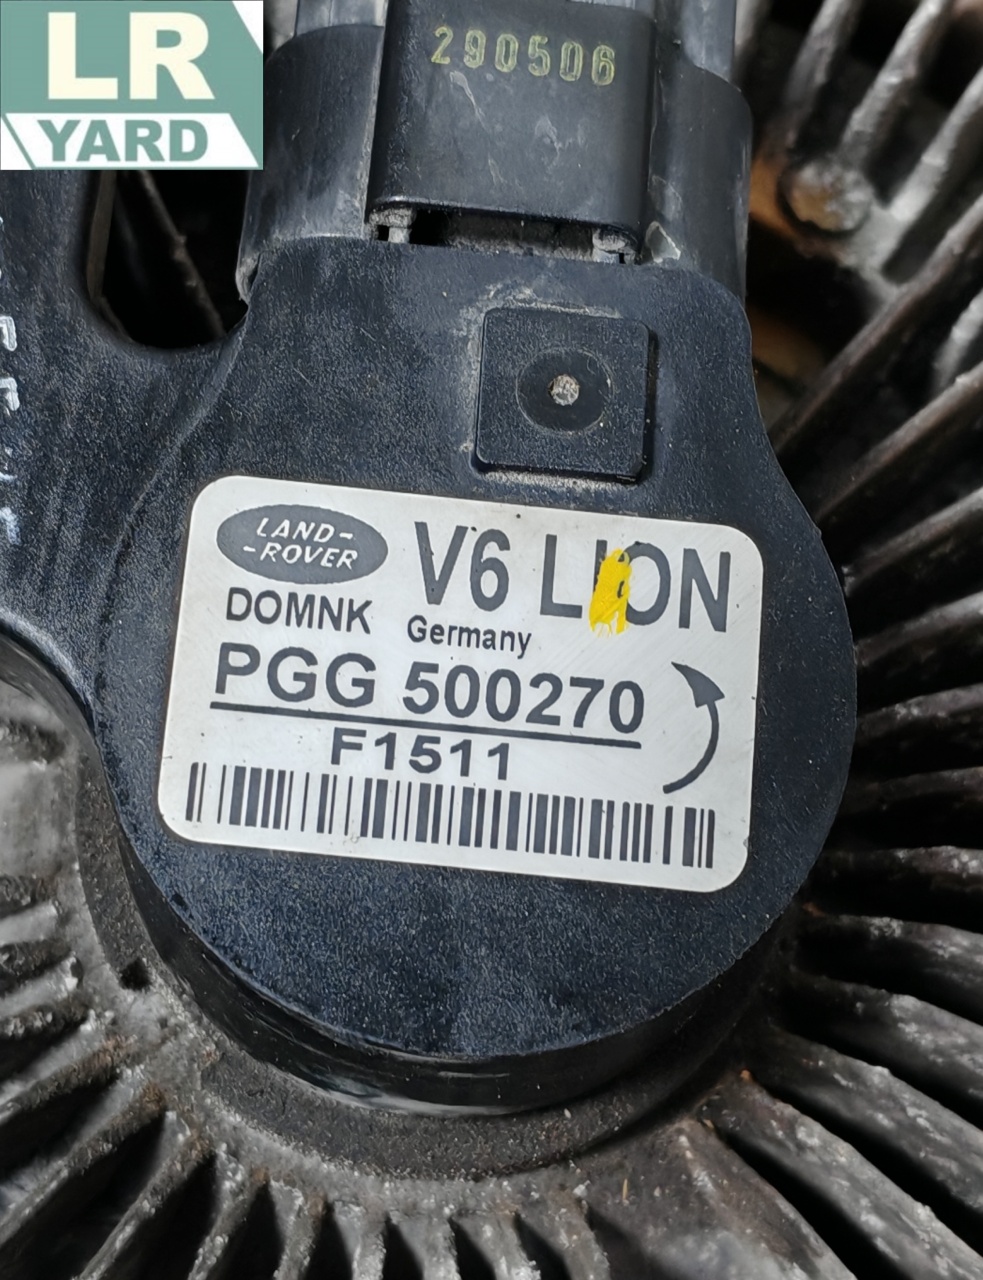 LR
YARD
290506
LAND-
-ROVER
V6 LION
DOMNK
Germany
PGG 500270
F1511